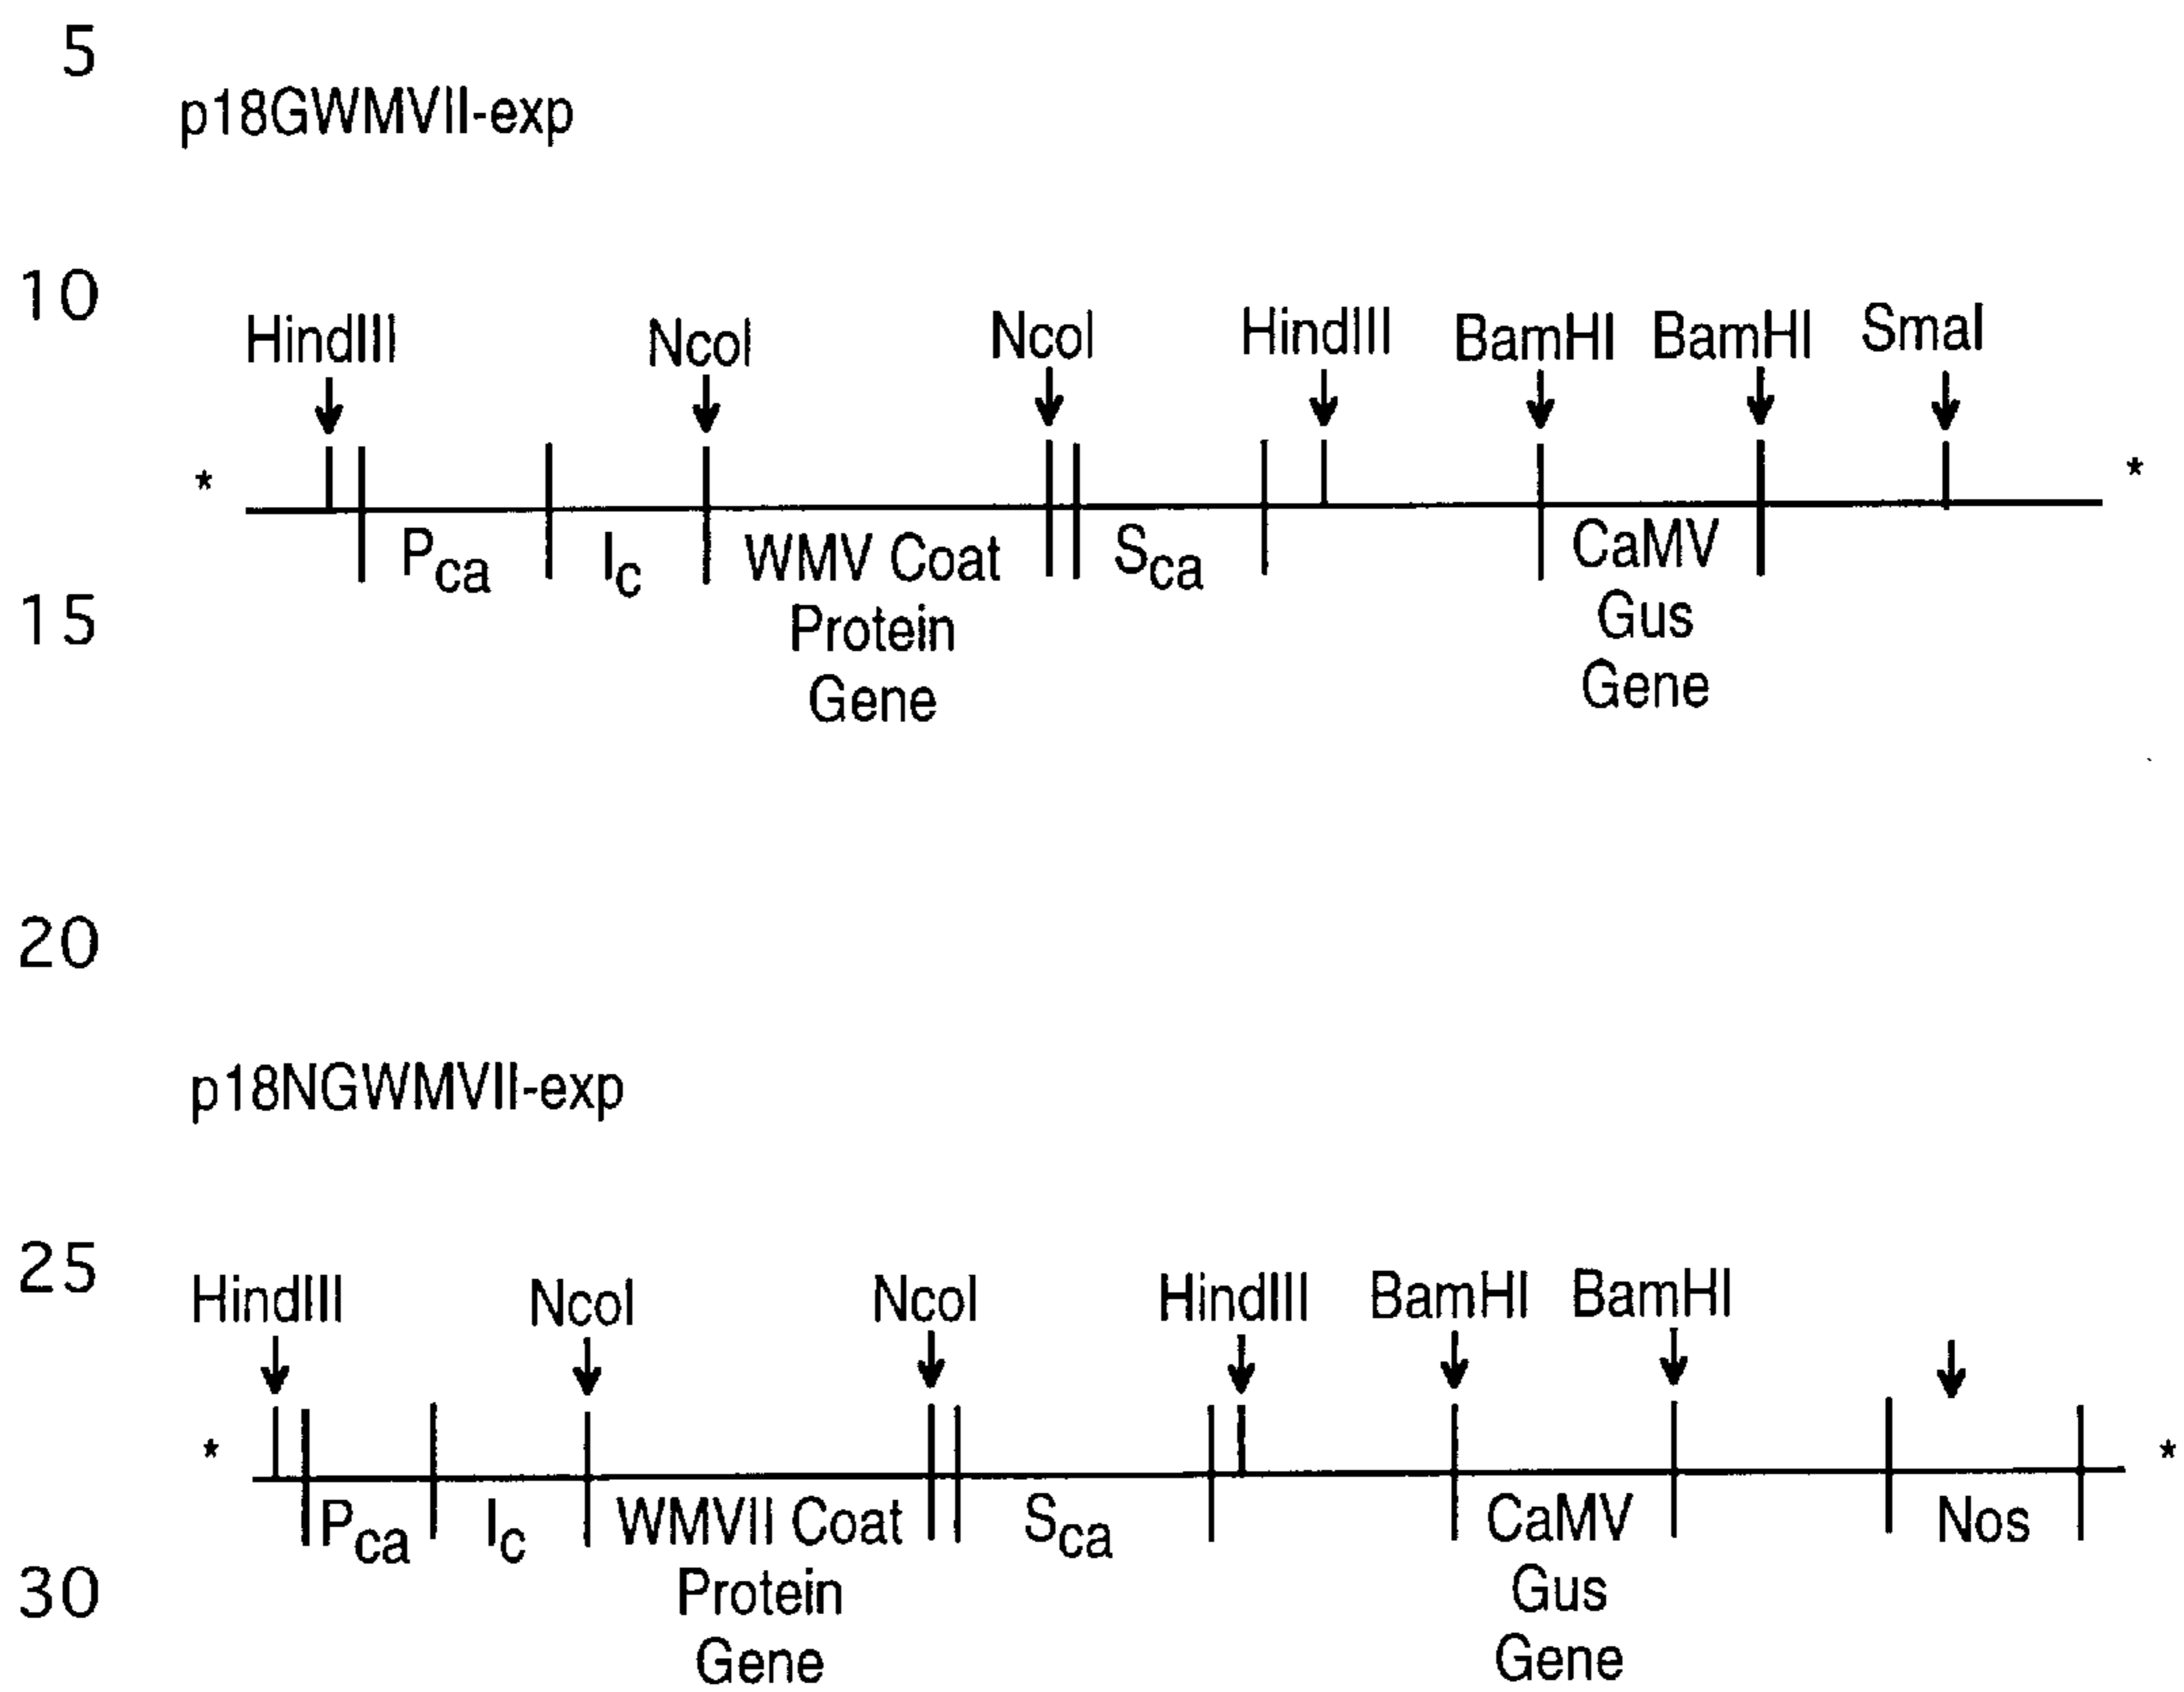 5
p18GWMVII-exp
10
HindIII NcoI NcoI HindIII BamHI BamHI SmaI
* *
Pca Ic WMV Coat Sca CaMV
15
Protein Gus
Gene Gene
20
p18NGWMVII-exp
25
HindIII NcoI NcoI HindIII BamHI BamHI
* *
Pca Ic WMVII Coat Sca CaMV Nos
30
Protein Gus
Gene Gene